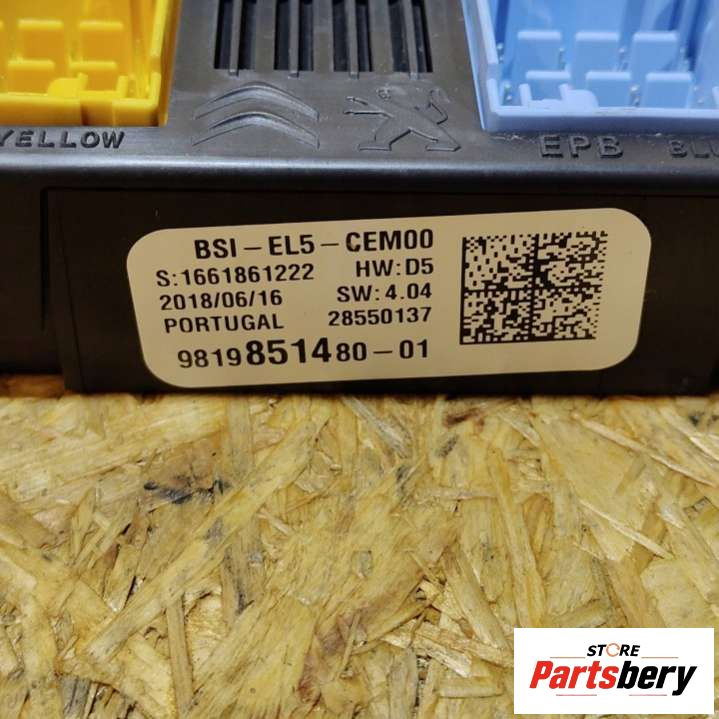 YELLOW
EPB
BSI-EL5-CEM00
S:1661861222 HW:D5
2018/06/16 SW:4.04
PORTUGAL 28550137
9819851480-01
STORE
Partsbery